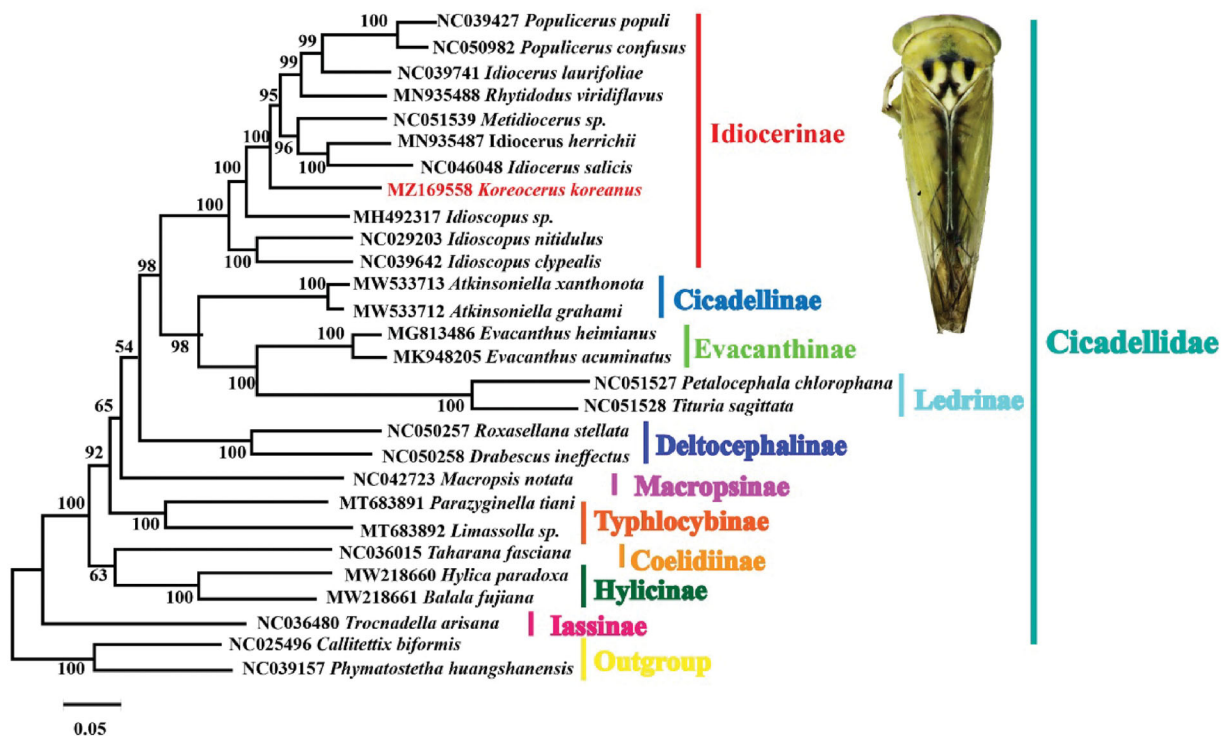 100
NC039427 Populicerus populi
99
NC050982 Populicerus confusus
99
NC039741 Idiocerus laurifoliae
95
MN935488 Rhytidodus viridiflavus
100
NC051539 Metidiocerus sp.
96
MN935487 Idiocerus herrichii
Idiocerinae
100
100
NC046048 Idiocerus salicis
MZ169558 Koreocerus koreanus
100
MH492317 Idioscopus sp.
NC029203 Idioscopus nitidulus
100
NC039642 Idioscopus clypealis
98
100
MW533713 Atkinsoniella xanthonota
Cicadellinae
MW533712 Atkinsoniella grahami
98
100
MG813486 Evacanthus heimianus
Evacanthinae
Cicadellidae
54
MK948205 Evacanthus acuminatus
100
NC051527 Petalocephala chlorophana
Ledrinae
100
NC051528 Tituria sagittata
65
NC050257 Roxasellana stellata
Deltocephalinae
100
NC050258 Drabescus ineffectus
92
NC042723 Macropsis notata
Macropsinae
100
MT683891 Parazyginella tiani
Typhlocybinae
100
MT683892 Limassolla sp.
NC036015 Taharana fasciana
Coelidiinae
63
MW218660 Hylica paradoxa
Hylicinae
100
MW218661 Balala fujiana
NC036480 Trocnadella arisana
Iassinae
NC025496 Callitettix biformis
Outgroup
100
NC039157 Phymatostetha huangshanensis
0.05